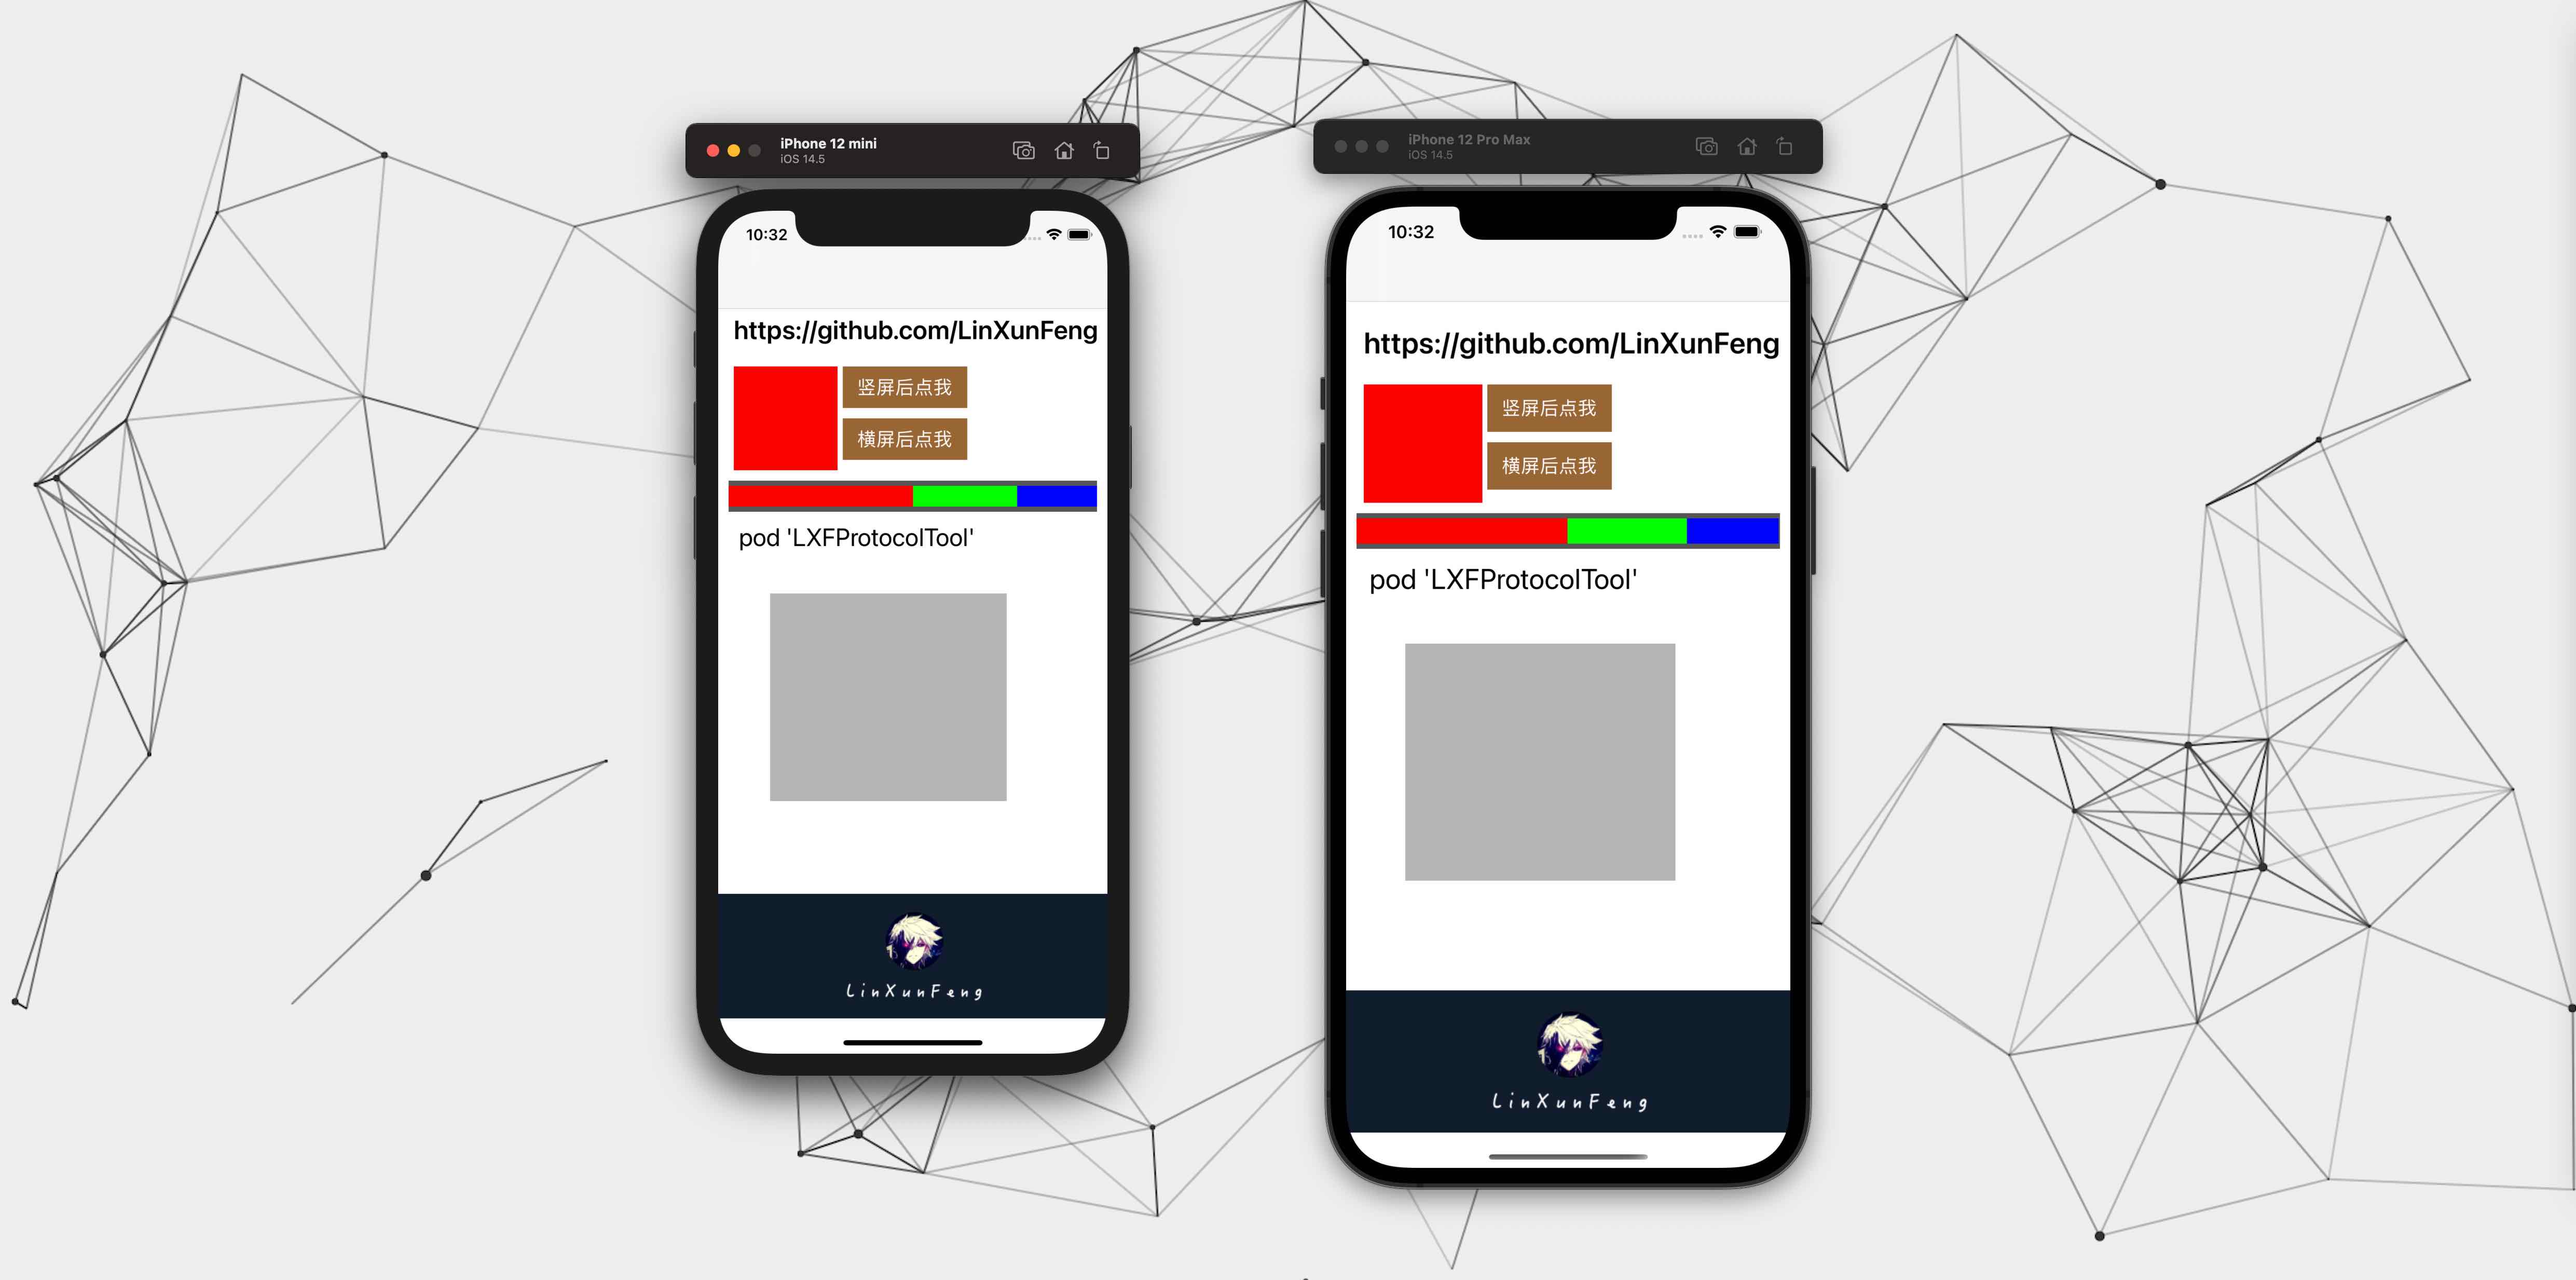 iPhone 12 mini
iOS 14.5
10:32
https://github.com/LinXunFeng
竖屏后点我
横屏后点我
pod 'LXFProtocolTool'
LinXunFeng
iPhone 12 Pro Max
iOS 14.5
10:32
https://github.com/LinXunFeng
竖屏后点我
横屏后点我
pod 'LXFProtocolTool'
LinXunFeng